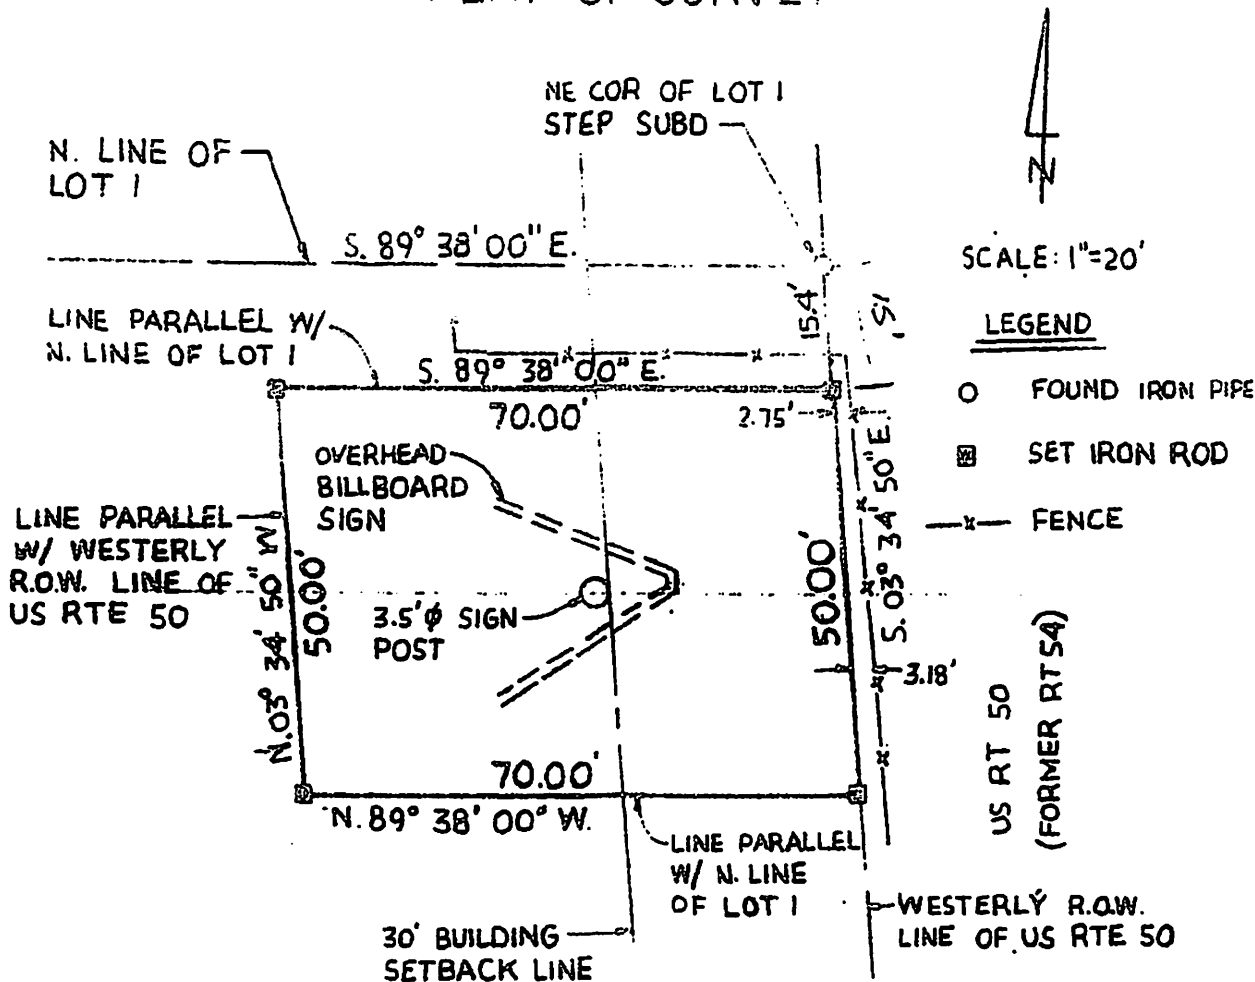 NE COR OF LOT 1
STEP SUBD
N. LINE OF
LOT 1
N
S. 89° 38' 00" E.
SCALE: 1"=20'
15.4'
15'
LINE PARALLEL W/
N. LINE OF LOT 1
LEGEND
FOUND IRON PIPE
SET IRON ROD
FENCE
S. 89° 38' 00" E.
70.00'
2.75'
OVERHEAD
BILLBOARD
SIGN
LINE PARALLEL
W/ WESTERLY
R.O.W. LINE OF
US RTE 50
N. 03° 34' 50" W
50.00'
3.5'ϕ SIGN
POST
50.00'
S. 03° 34' 50" E.
3.18'
US RT 50
(FORMER RT 54)
70.00'
N. 89° 38' 00" W.
LINE PARALLEL
W/ N. LINE
OF LOT 1
30' BUILDING
SETBACK LINE
WESTERLY R.O.W.
LINE OF US RTE 50